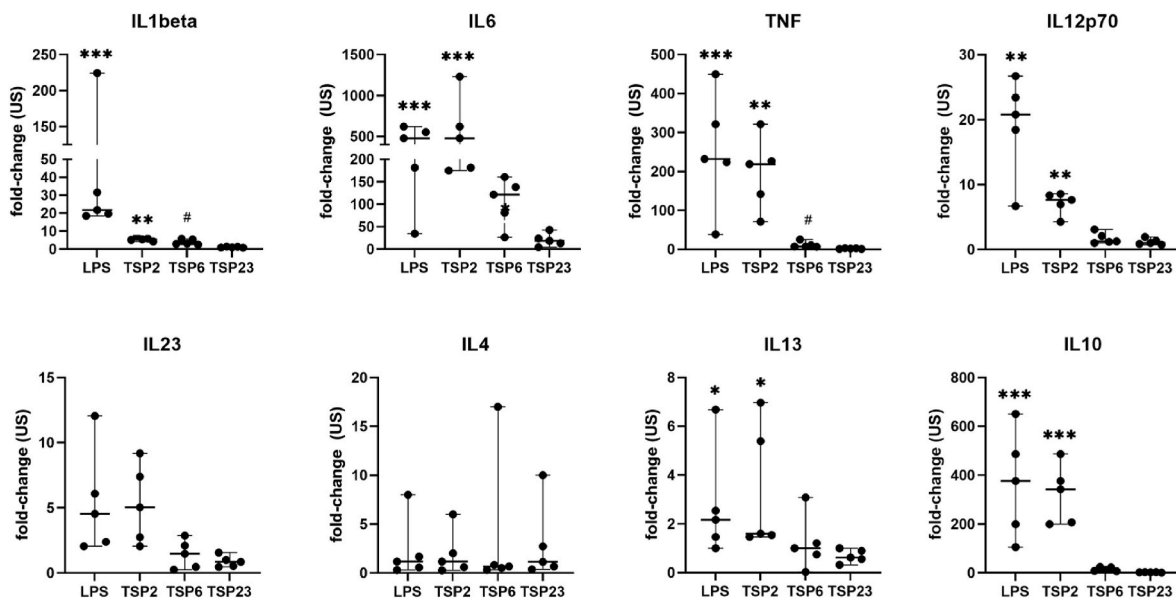 IL1beta
fold-change (US)
250
200
150
100
50
40
30
20
10
0
***
**
#
LPS TSP2 TSP6 TSP23
IL6
fold-change (US)
1500
1000
500
200
150
100
50
0
***
***
*
LPS TSP2 TSP6 TSP23
TNF
fold-change (US)
500
400
300
200
100
0
***
**
#
LPS TSP2 TSP6 TSP23
IL12p70
fold-change (US)
30
20
10
0
**
**
LPS TSP2 TSP6 TSP23
IL23
fold-change (US)
15
10
5
0
LPS TSP2 TSP6 TSP23
IL4
fold-change (US)
20
15
10
5
0
LPS TSP2 TSP6 TSP23
IL13
fold-change (US)
8
6
4
2
0
*
*
LPS TSP2 TSP6 TSP23
IL10
fold-change (US)
800
600
400
200
0
***
***
LPS TSP2 TSP6 TSP23